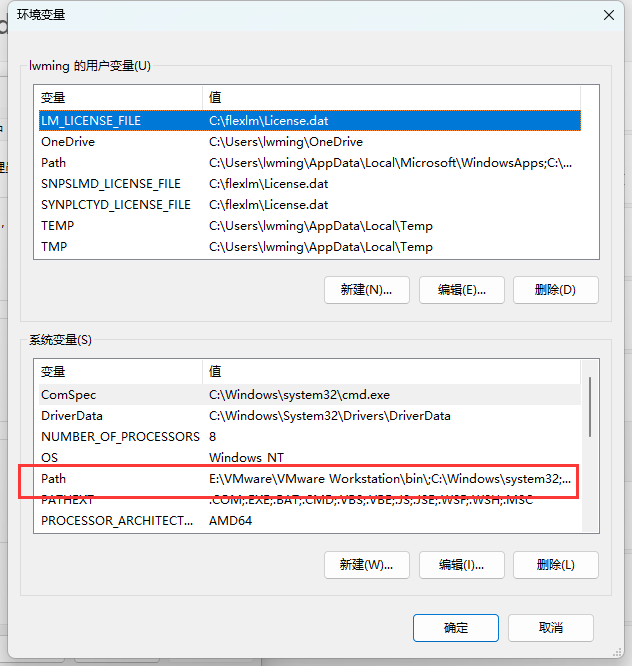 环境变量
lwming 的用户变量(U)
变量 值
LM_LICENSE_FILE C:\flexlm\License.dat
OneDrive C:\Users\lwming\OneDrive
Path C:\Users\lwming\AppData\Local\Microsoft\WindowsApps;C:\...
SNPSLMD_LICENSE_FILE C:\flexlm\License.dat
SYNPLCTYD_LICENSE_FILE C:\flexlm\License.dat
TEMP C:\Users\lwming\AppData\Local\Temp
TMP C:\Users\lwming\AppData\Local\Temp
新建(N)... 编辑(E)... 删除(D)
系统变量(S)
变量 值
ComSpec C:\Windows\system32\cmd.exe
DriverData C:\Windows\System32\Drivers\DriverData
NUMBER_OF_PROCESSORS 8
OS Windows_NT
Path E:\VMware\VMware Workstation\bin\;C:\Windows\system32;...
PATHEXT .COM;.EXE;.BAT;.CMD;.VBS;.VBE;.JS;.JSE;.WSF;.WSH;.MSC
PROCESSOR_ARCHITECT... AMD64
新建(W)... 编辑(I)... 删除(L)
确定 取消